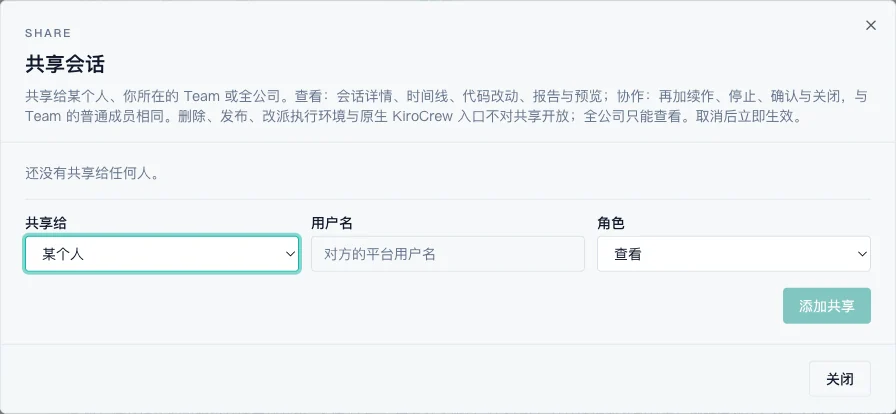 SHARE
共享会话
共享给某个人、你所在的 Team 或全公司。查看：会话详情、时间线、代码改动、报告与预览；协作：再加续作、停止、确认与关闭，与
Team 的普通成员相同。删除、发布、改派执行环境与原生 KiroCrew 入口不对共享开放；全公司只能查看。取消后立即生效。
还没有共享给任何人。
共享给 用户名 角色
某个人 对方的平台用户名 查看
添加共享
关闭